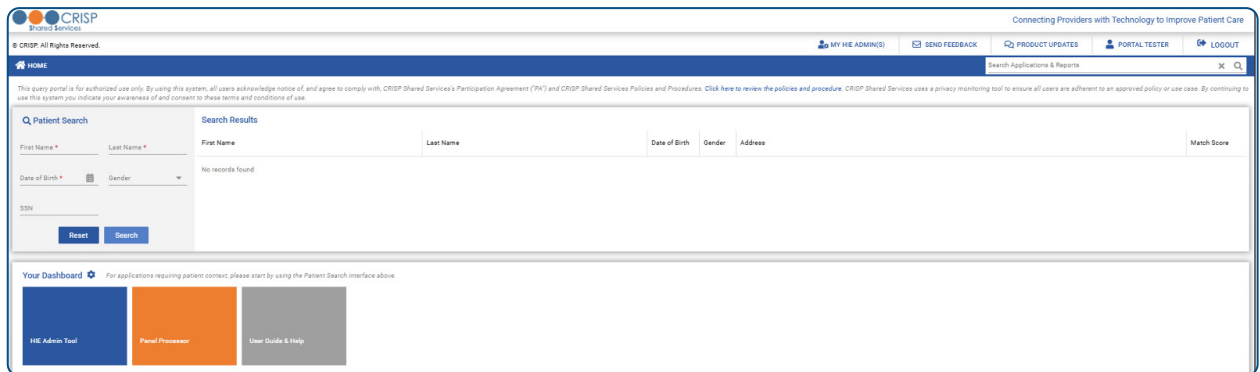 CRISP
Shared Services
Connecting Providers with Technology to Improve Patient Care
© CRISP. All Rights Reserved.
MY HIE ADMIN(S)
SEND FEEDBACK
PRODUCT UPDATES
PORTAL TESTER
LOGOUT
HOME
Search Applications & Reports
This query portal is for authorized use only. By using this system, all users acknowledge notice of, and agree to comply with, CRISP Shared Services's Participation Agreement ("PA") and CRISP Shared Services Policies and Procedures. Click here to review the policies and procedure. CRISP Shared Services uses a privacy monitoring tool to ensure all users are adherent to an approved policy or use case. By continuing to
use this system you indicate your awareness of and consent to these terms and conditions of use.
Patient Search
First Name *
Last Name *
Date of Birth *
Gender
SSN
Reset
Search
Search Results
First Name
Last Name
Date of Birth
Gender
Address
Match Score
No records found
Your Dashboard
For applications requiring patient context, please start by using the Patient Search interface above.
HIE Admin Tool
Panel Processor
User Guide & Help